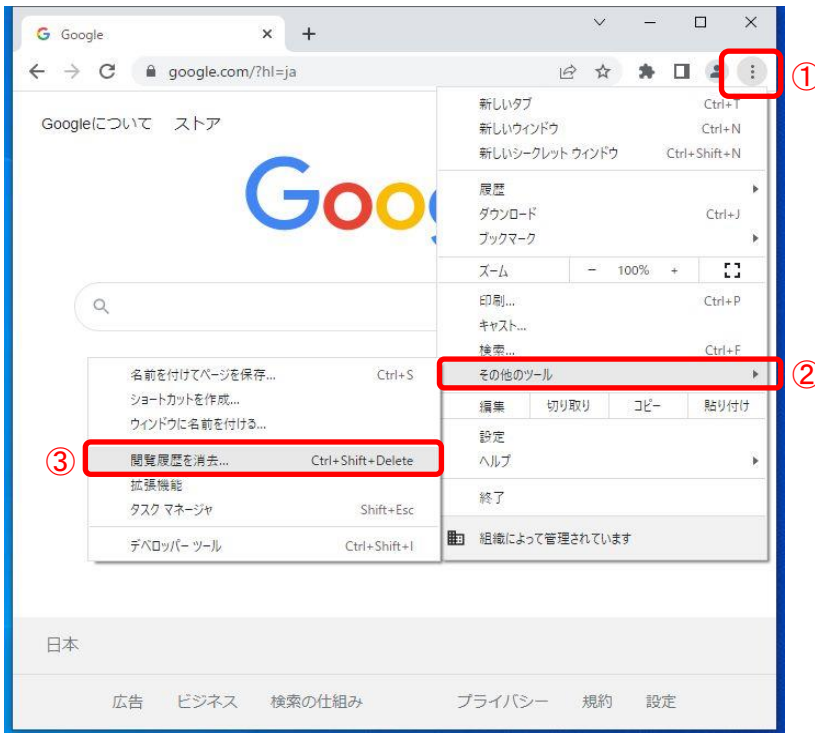 Google
google.com/?hl=ja
①
Googleについて ストア
Goo
新しいタブ Ctrl+T
新しいウィンドウ Ctrl+N
新しいシークレット ウィンドウ Ctrl+Shift+N
履歴
ダウンロード Ctrl+J
ブックマーク
ズーム − 100% +
印刷... Ctrl+P
キャスト...
検索... Ctrl+F
その他のツール ②
編集 切り取り コピー 貼り付け
設定
ヘルプ
終了
組織によって管理されています
名前を付けてページを保存... Ctrl+S
ショートカットを作成...
ウィンドウに名前を付ける...
③ 閲覧履歴を消去... Ctrl+Shift+Delete
拡張機能
タスク マネージャ Shift+Esc
デベロッパー ツール Ctrl+Shift+I
日本
広告 ビジネス 検索の仕組み プライバシー 規約 設定